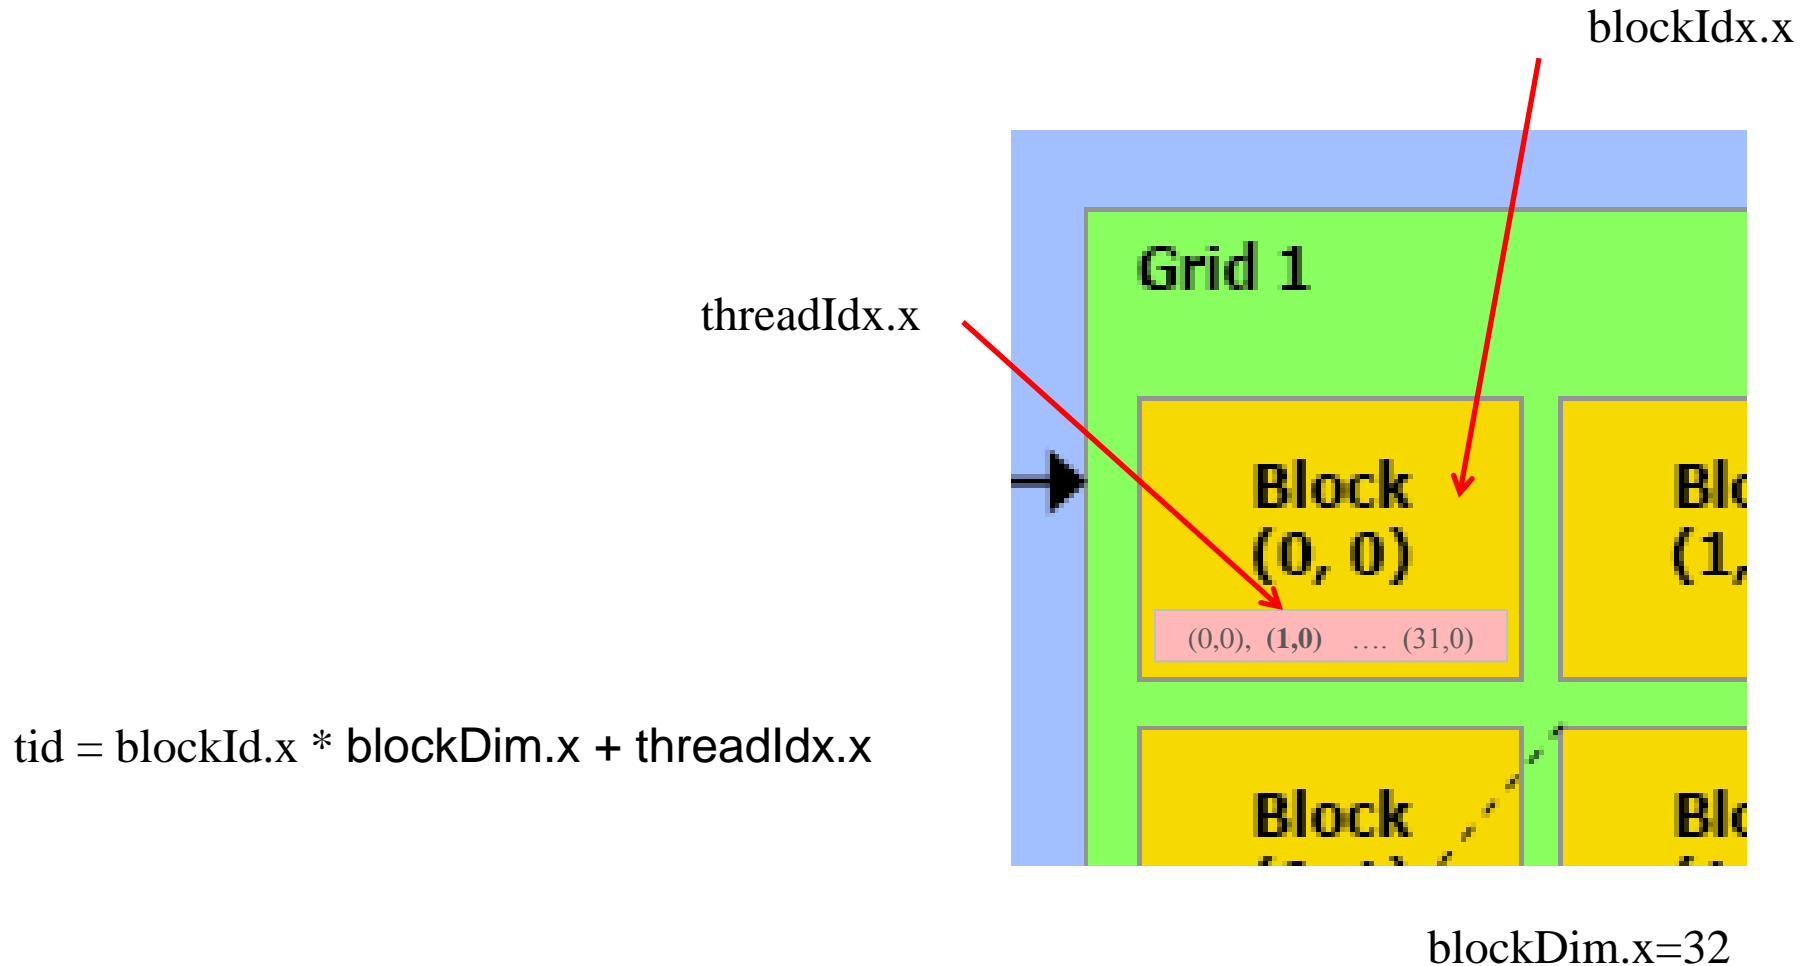 blockIdx.x
Grid 1
threadIdx.x
Block
(0, 0)
(0,0), (1,0) …. (31,0)
tid = blockId.x * blockDim.x + threadIdx.x
Block
blockDim.x=32